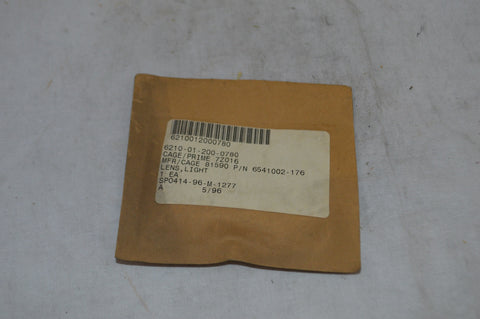 6210012000780
6210-01-200-0780
CAGE/PRIME 7Z016
MFR/CAGE 81590 P/N 6541002-176
LENS,LIGHT
1 EA
SP0414-96-M-1277
A 5/96